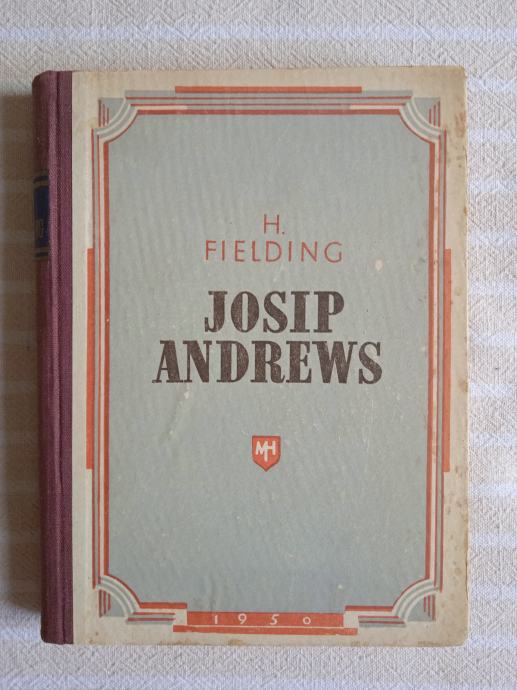 H.
FIELDING
JOSIP
ANDREWS
MH
1950